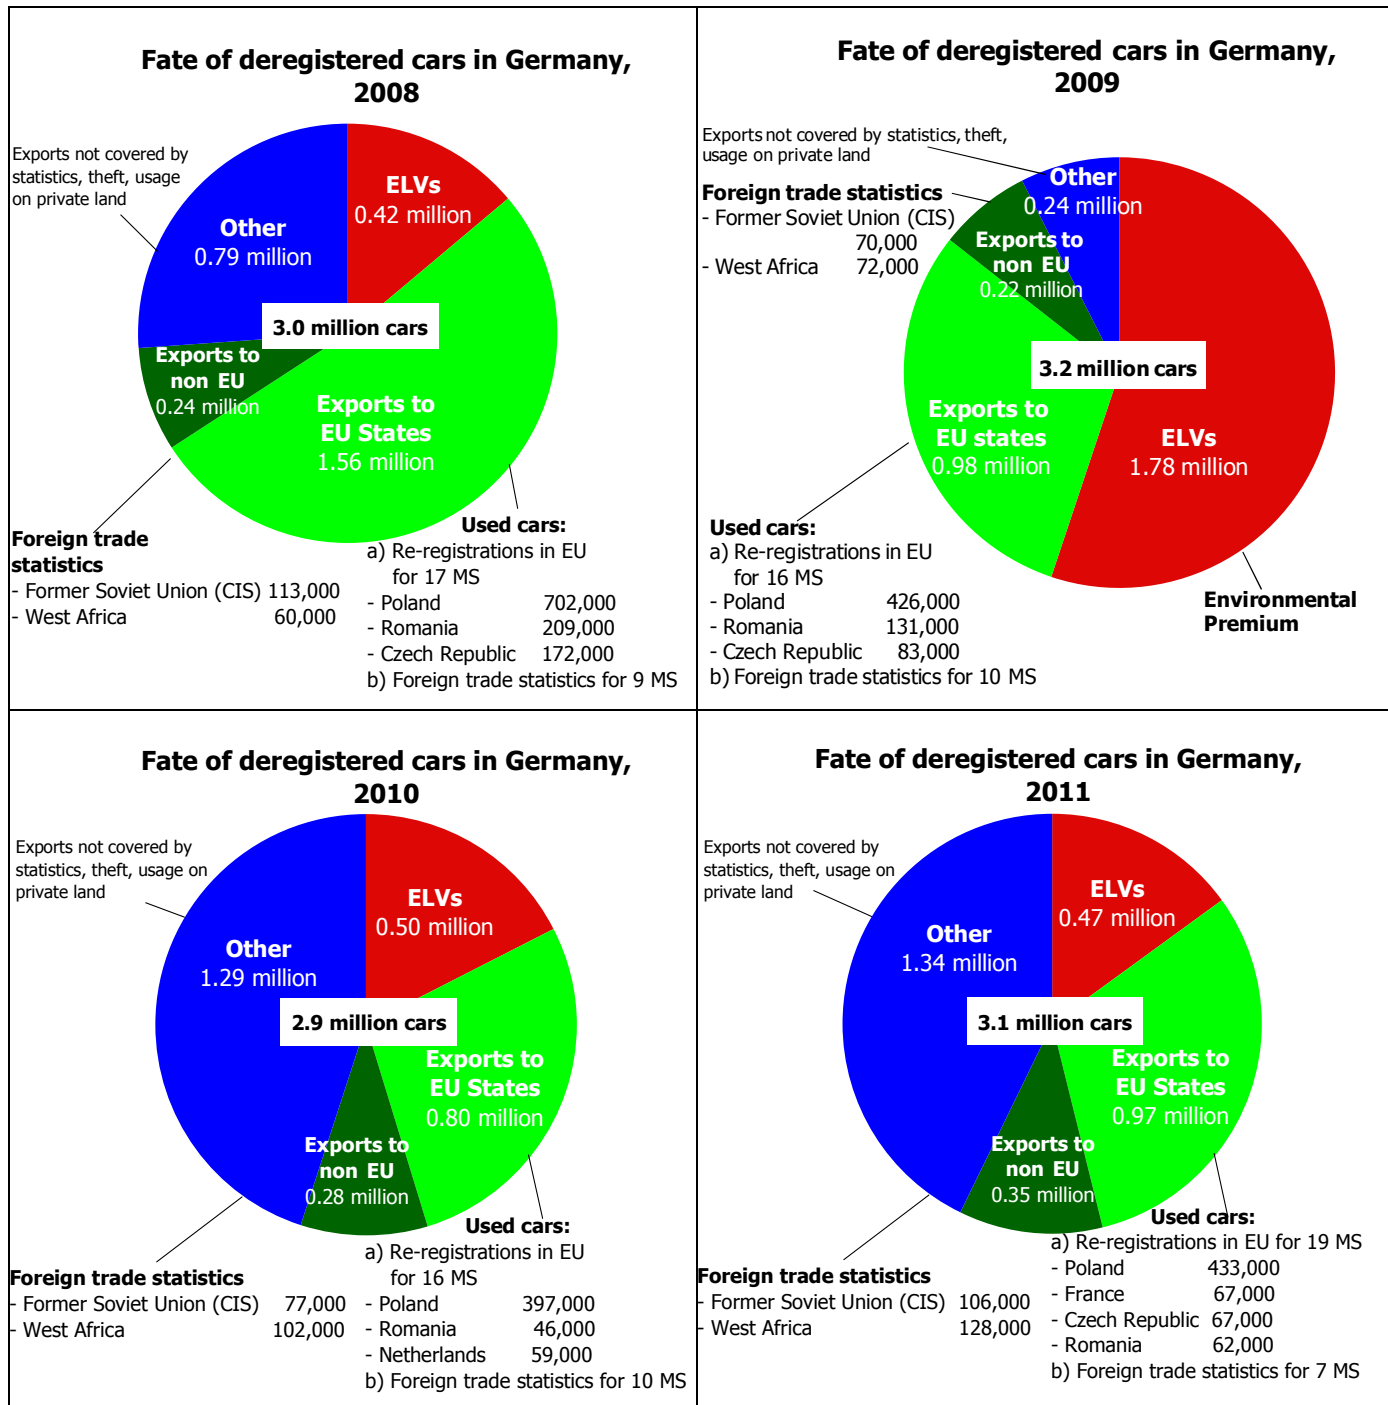 Fate of deregistered cars in Germany,
2008
Exports not covered by
statistics, theft, usage
on private land
ELVs
0.42 million
Other
0.79 million
3.0 million cars
Exports to
non EU
0.24 million
Exports to
EU States
1.56 million
Foreign trade
statistics
- Former Soviet Union (CIS) 113,000
- West Africa 60,000
Used cars:
a) Re-registrations in EU
for 17 MS
- Poland 702,000
- Romania 209,000
- Czech Republic 172,000
b) Foreign trade statistics for 9 MS
Fate of deregistered cars in Germany,
2009
Exports not covered by statistics, theft,
usage on private land
Foreign trade statistics
- Former Soviet Union (CIS)
70,000
- West Africa 72,000
Other
0.24 million
Exports to
non EU
0.22 million
3.2 million cars
Exports to
EU states
0.98 million
ELVs
1.78 million
Used cars:
a) Re-registrations in EU
for 16 MS
- Poland 426,000
- Romania 131,000
- Czech Republic 83,000
b) Foreign trade statistics for 10 MS
Environmental
Premium
Fate of deregistered cars in Germany,
2010
Exports not covered by
statistics, theft, usage on
private land
ELVs
0.50 million
Other
1.29 million
2.9 million cars
Exports to
EU States
0.80 million
Exports to
non EU
0.28 million
Foreign trade statistics
- Former Soviet Union (CIS) 77,000
- West Africa 102,000
Used cars:
a) Re-registrations in EU
for 16 MS
- Poland 397,000
- Romania 46,000
- Netherlands 59,000
b) Foreign trade statistics for 10 MS
Fate of deregistered cars in Germany,
2011
Exports not covered by
statistics, theft, usage on
private land
ELVs
0.47 million
Other
1.34 million
3.1 million cars
Exports to
EU States
0.97 million
Exports to
non EU
0.35 million
Foreign trade statistics
- Former Soviet Union (CIS) 106,000
- West Africa 128,000
Used cars:
a) Re-registrations in EU for 19 MS
- Poland 433,000
- France 67,000
- Czech Republic 67,000
- Romania 62,000
b) Foreign trade statistics for 7 MS